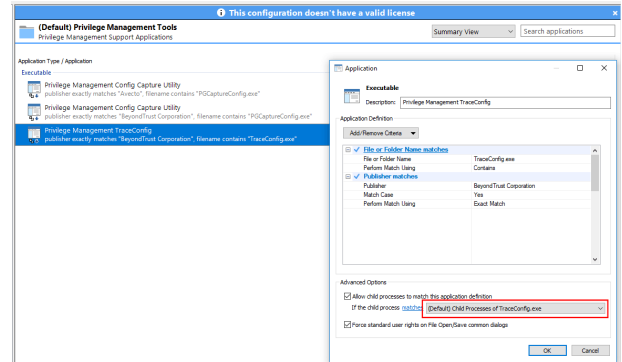 This configuration doesn't have a valid license
(Default) Privilege Management Tools
Privilege Management Support Applications
Summary View
Search applications
Application Type / Application
Executable
Privilege Management Config Capture Utility
publisher exactly matches "Avecto", filename contains "PGCaptureConfig.exe"
Privilege Management Config Capture Utility
publisher exactly matches "BeyondTrust Corporation", filename contains "PGCaptureConfig.exe"
Privilege Management TraceConfig
publisher exactly matches "BeyondTrust Corporation", filename contains "TraceConfig.exe"
Application
Executable
Description: Privilege Management TraceConfig
Application Definition
Add/Remove Criteria
File or Folder Name matches
File or Folder Name TraceConfig.exe
Perform Match Using Contains
Publisher matches
Publisher BeyondTrust Corporation
Match Case Yes
Perform Match Using Exact Match
Advanced Options
Allow child processes to match this application definition
If the child process matches (Default) Child Processes of TraceConfig.exe
Force standard user rights on File Open/Save common dialogs
OK Cancel